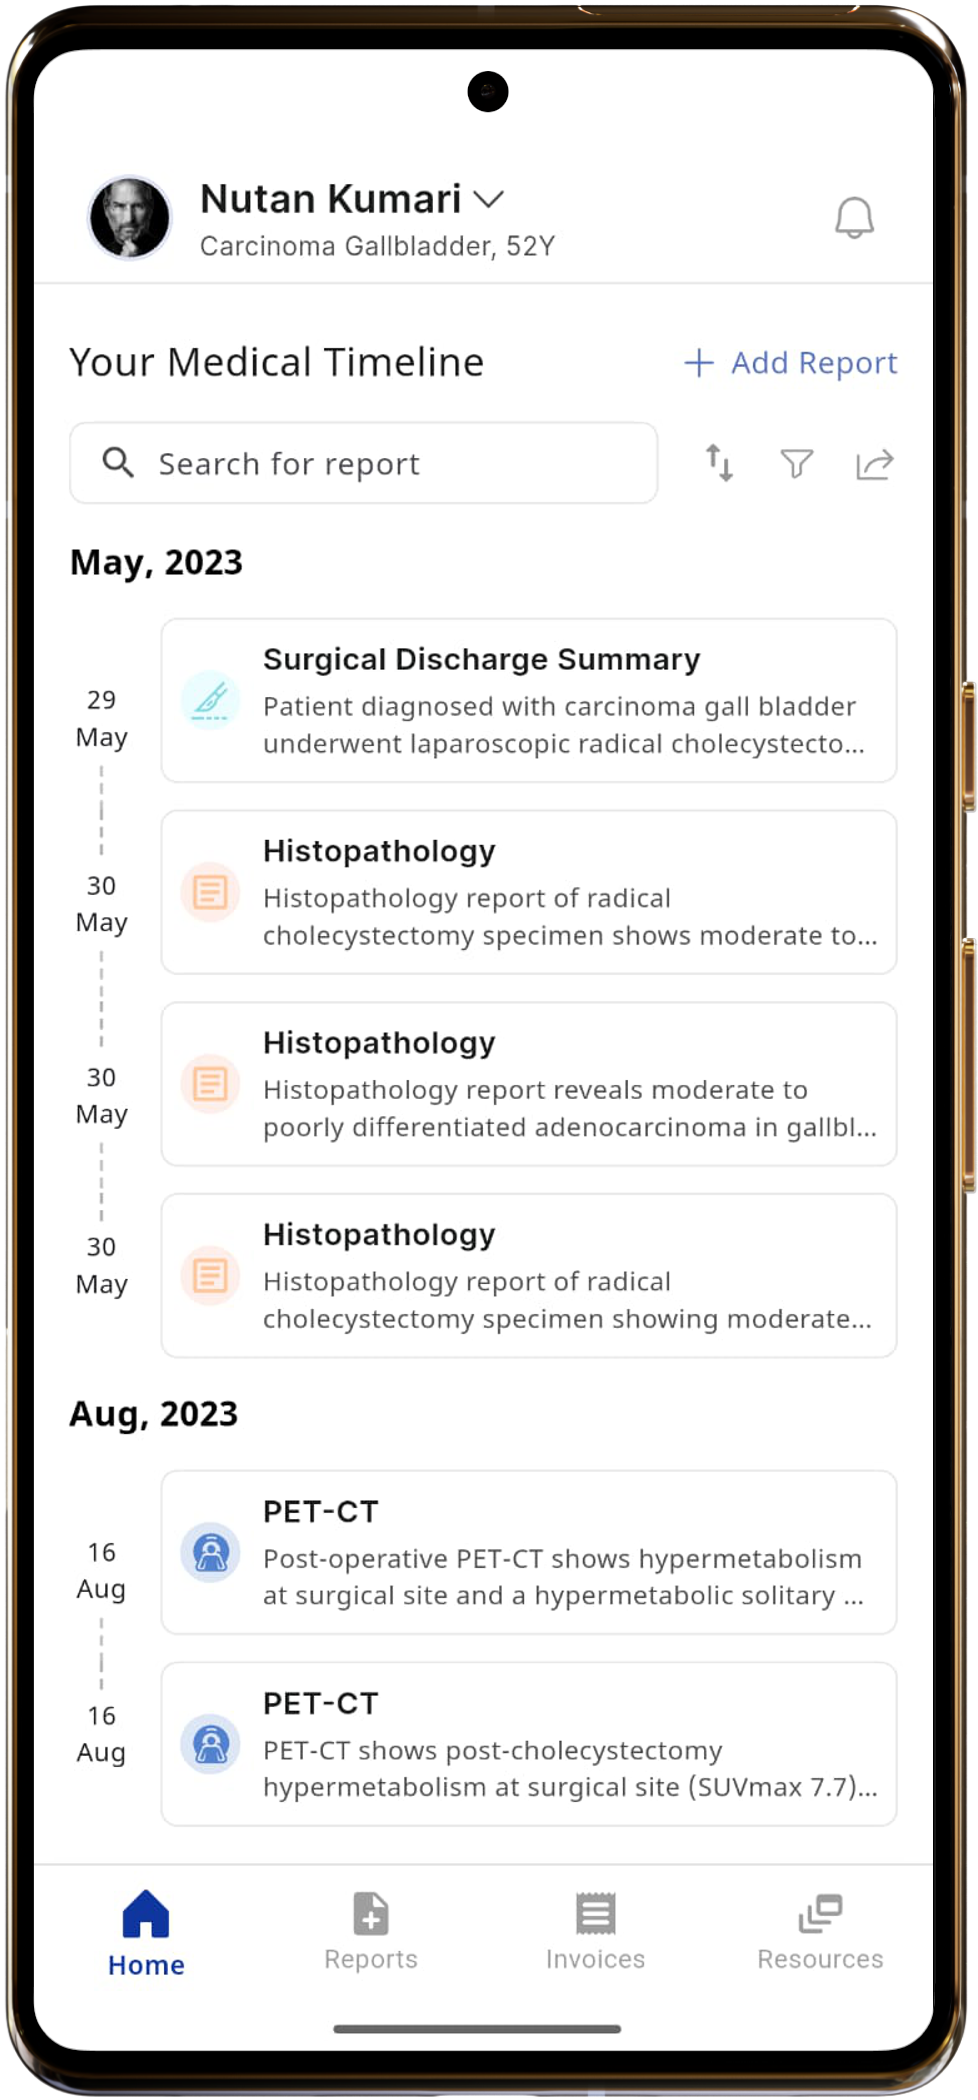 Nutan Kumari
Carcinoma Gallbladder, 52Y
Your Medical Timeline
+ Add Report
Search for report
May, 2023
29
May
Surgical Discharge Summary
Patient diagnosed with carcinoma gall bladder
underwent laparoscopic radical cholecystecto...
30
May
Histopathology
Histopathology report of radical
cholecystectomy specimen shows moderate to...
30
May
Histopathology
Histopathology report reveals moderate to
poorly differentiated adenocarcinoma in gallbl...
30
May
Histopathology
Histopathology report of radical
cholecystectomy specimen showing moderate...
Aug, 2023
16
Aug
PET-CT
Post-operative PET-CT shows hypermetabolism
at surgical site and a hypermetabolic solitary ...
16
Aug
PET-CT
PET-CT shows post-cholecystectomy
hypermetabolism at surgical site (SUVmax 7.7)...
Home
Reports
Invoices
Resources